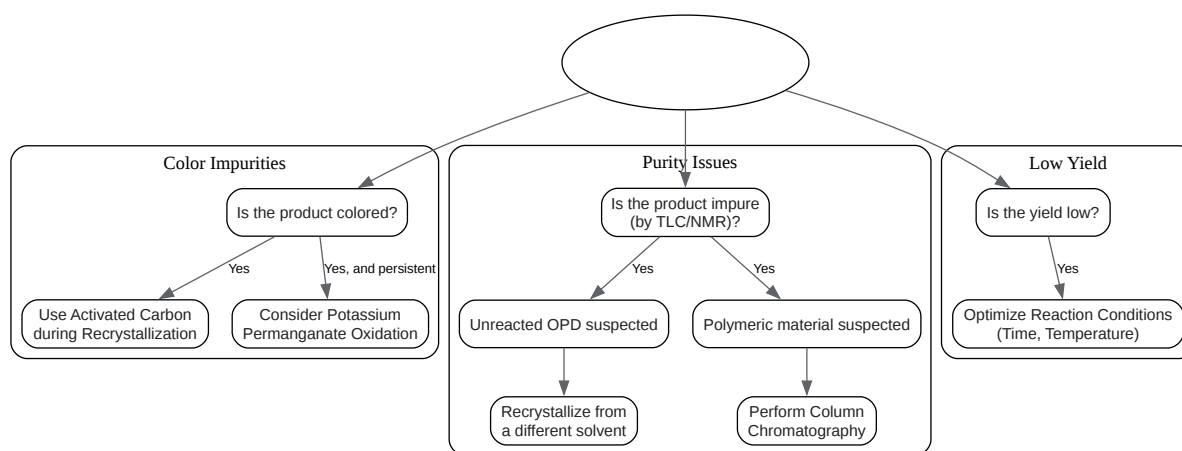 Color Impurities
Is the product colored?
Yes
Yes, and persistent
Use Activated Carbon
during Recrystallization
Consider Potassium
Permanganate Oxidation
Purity Issues
Is the product impure
(by TLC/NMR)?
Yes
Yes
Unreacted OPD suspected
Polymeric material suspected
Recrystallize from
a different solvent
Perform Column
Chromatography
Low Yield
Is the yield low?
Yes
Optimize Reaction Conditions
(Time, Temperature)